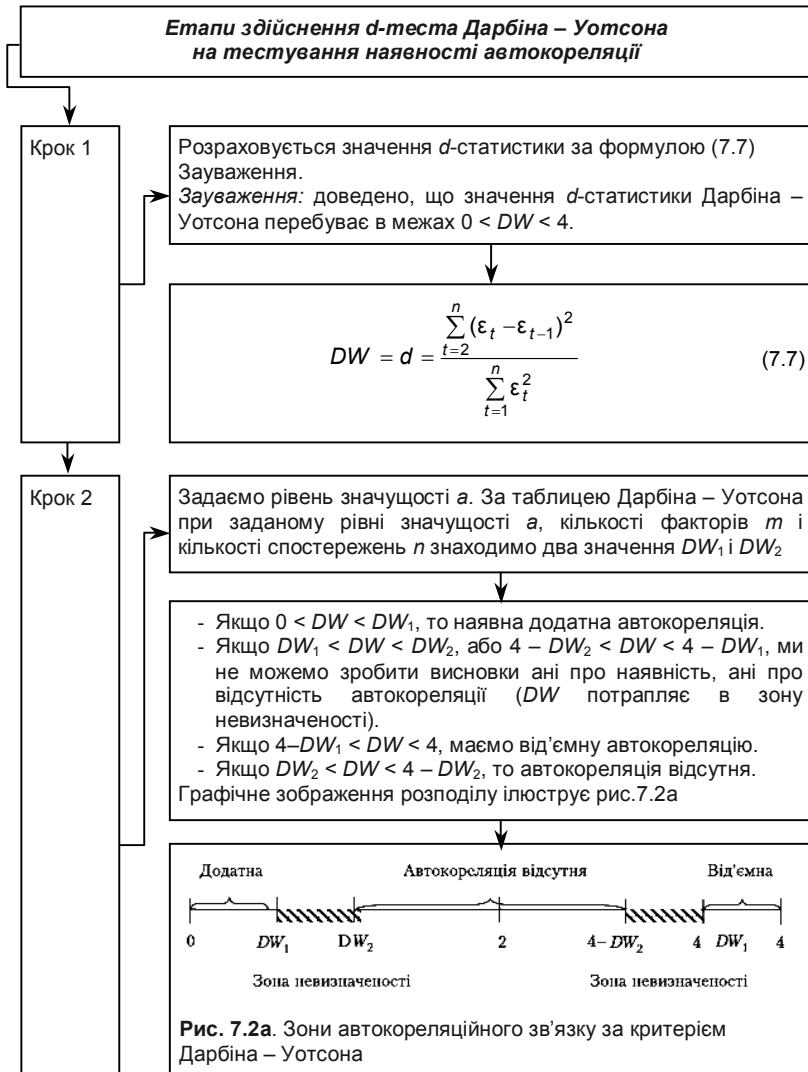 Етапи здійснення d-теста Дарбіна – Уотсона
на тестування наявності автокореляції
Крок 1
Розраховується значення d-статистики за формулою (7.7)
Зауваження.
Зауваження: доведено, що значення d-статистики Дарбіна –
Уотсона перебуває в межах 0 < DW < 4.
DW = d = \frac{\sum_{t=2}^{n} (ε_t − ε_{t−1})^2}{\sum_{t=1}^{n} ε_t^2} (7.7)
Крок 2
Задаємо рівень значущості a. За таблицею Дарбіна – Уотсона
при заданому рівні значущості a, кількості факторів m і
кількості спостережень n знаходимо два значення DW₁ і DW₂
- Якщо 0 < DW < DW₁, то наявна додатна автокореляція.
- Якщо DW₁ < DW < DW₂, або 4 – DW₂ < DW < 4 – DW₁, ми
не можемо зробити висновки ані про наявність, ані про
відсутність автокореляції (DW потрапляє в зону
невизначеності).
- Якщо 4–DW₁ < DW < 4, маємо від’ємну автокореляцію.
- Якщо DW₂ < DW < 4 – DW₂, то автокореляція відсутня.
Графічне зображення розподілу ілюструє рис.7.2а
Додатна Автокореляція відсутня Від’ємна
0 DW₁ DW₂ 2 4– DW₂ 4 DW₁ 4
Зона невизначеності Зона невизначеності
Рис. 7.2а. Зони автокореляційного зв’язку за критерієм
Дарбіна – Уотсона